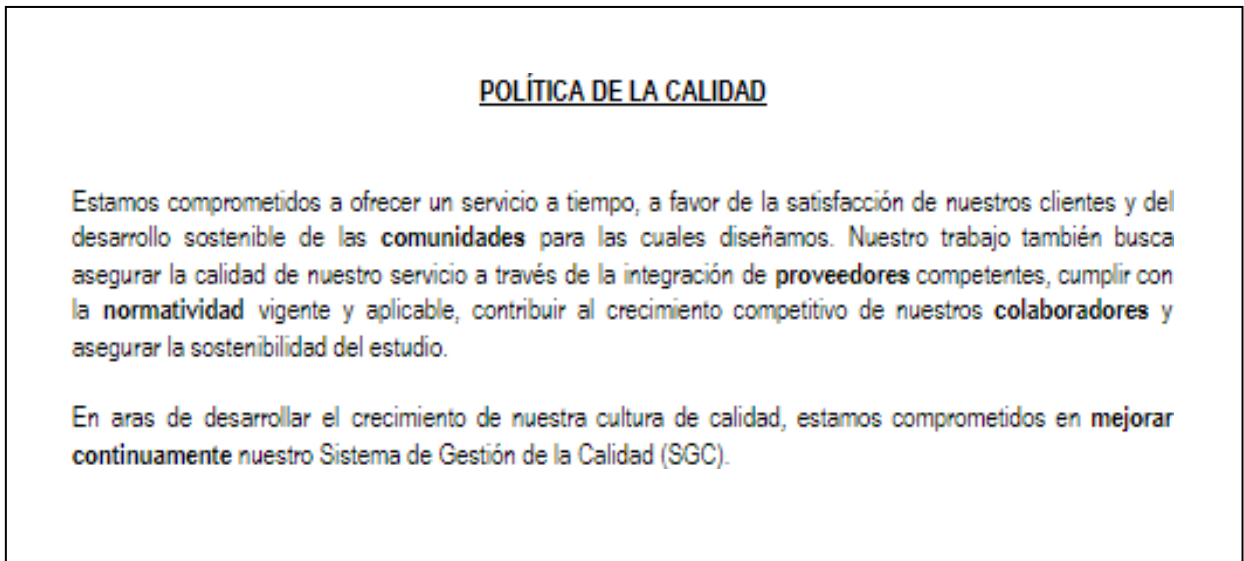 POLÍTICA DE LA CALIDAD
Estamos comprometidos a ofrecer un servicio a tiempo, a favor de la satisfacción de nuestros clientes y del
desarrollo sostenible de las comunidades para las cuales diseñamos. Nuestro trabajo también busca
asegurar la calidad de nuestro servicio a través de la integración de proveedores competentes, cumplir con
la normatividad vigente y aplicable, contribuir al crecimiento competitivo de nuestros colaboradores y
asegurar la sostenibilidad del estudio.
En aras de desarrollar el crecimiento de nuestra cultura de calidad, estamos comprometidos en mejorar
continuamente nuestro Sistema de Gestión de la Calidad (SGC).